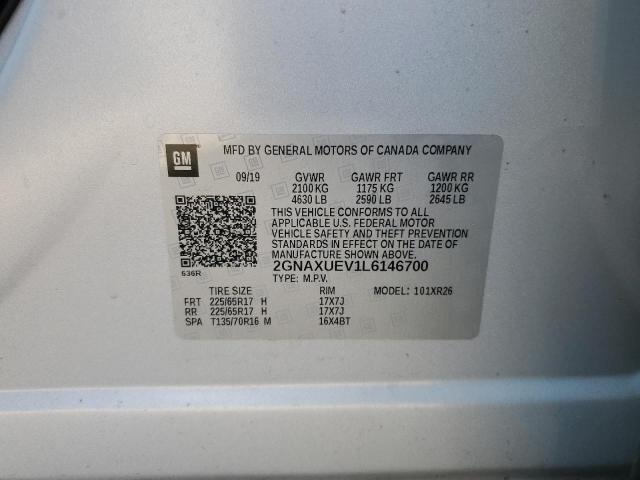 GM
MFD BY GENERAL MOTORS OF CANADA COMPANY
09/19 GVWR GAWR FRT GAWR RR
2100 KG 1175 KG 1200 KG
4630 LB 2590 LB 2645 LB
THIS VEHICLE CONFORMS TO ALL
APPLICABLE U.S. FEDERAL MOTOR
VEHICLE SAFETY AND THEFT PREVENTION
STANDARDS IN EFFECT ON THE DATE OF
MANUFACTURE SHOWN ABOVE.
2GNAXUEV1L6146700
636R TYPE: M.P.V.
TIRE SIZE RIM MODEL: 101XR26
FRT 225/65R17 H 17X7J
RR 225/65R17 H 17X7J
SPA T135/70R16 M 16X4BT